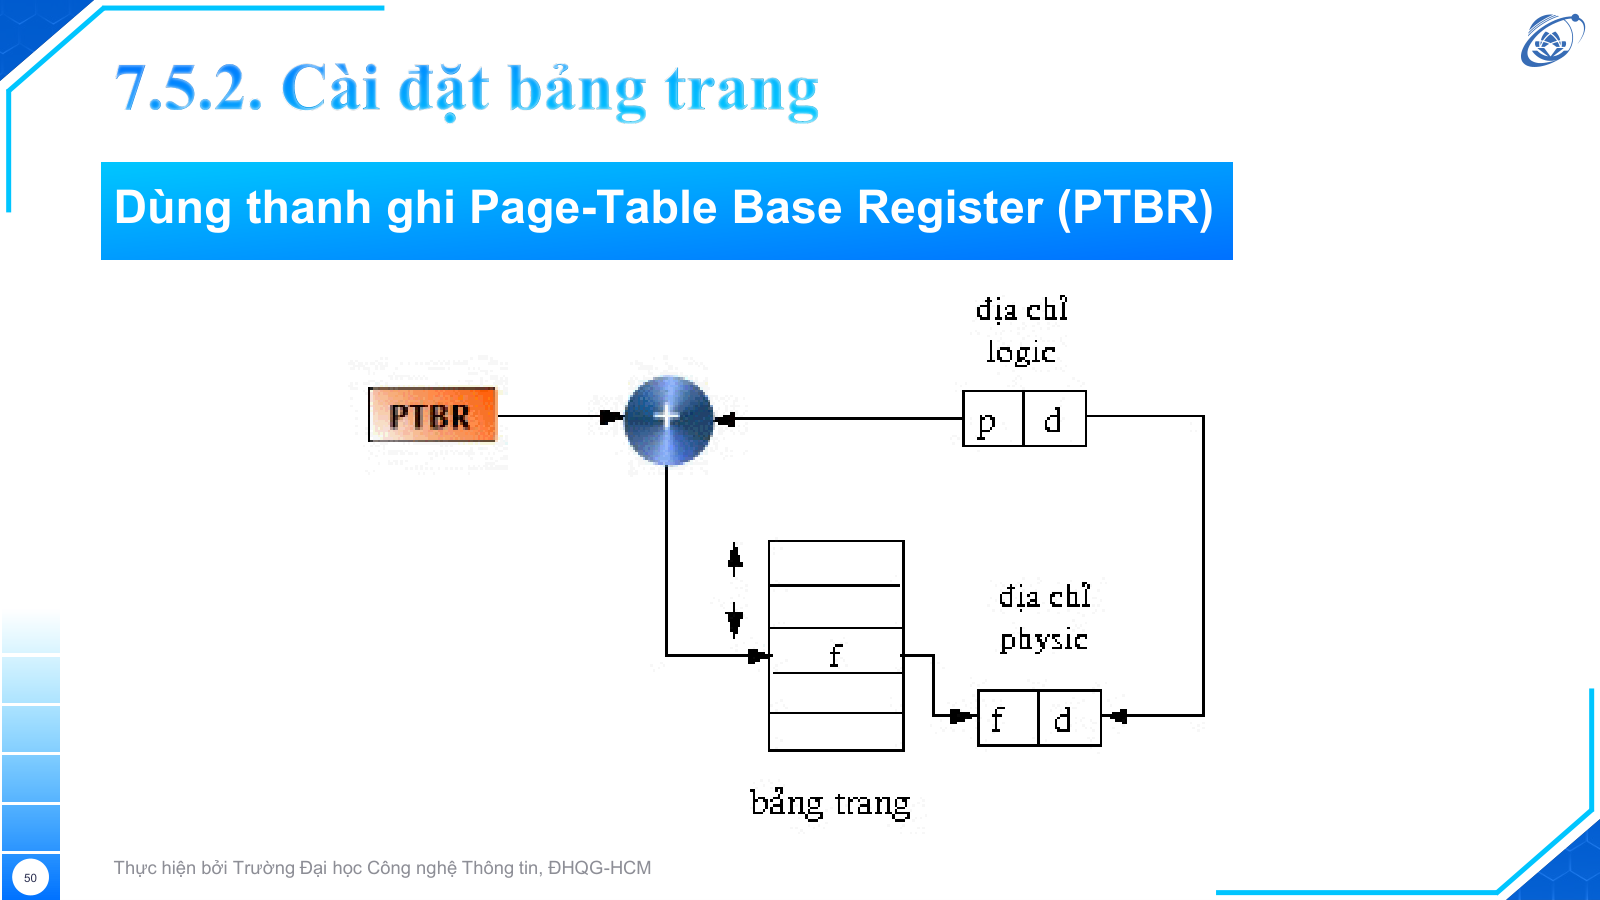 7.5.2. Cài đặt bảng trang
Dùng thanh ghi Page-Table Base Register (PTBR)
địa chỉ
logic
PTBR
+
p d
địa chỉ
physic
f
f d
bảng trang
Thực hiện bởi Trường Đại học Công nghệ Thông tin, ĐHQG-HCM
50